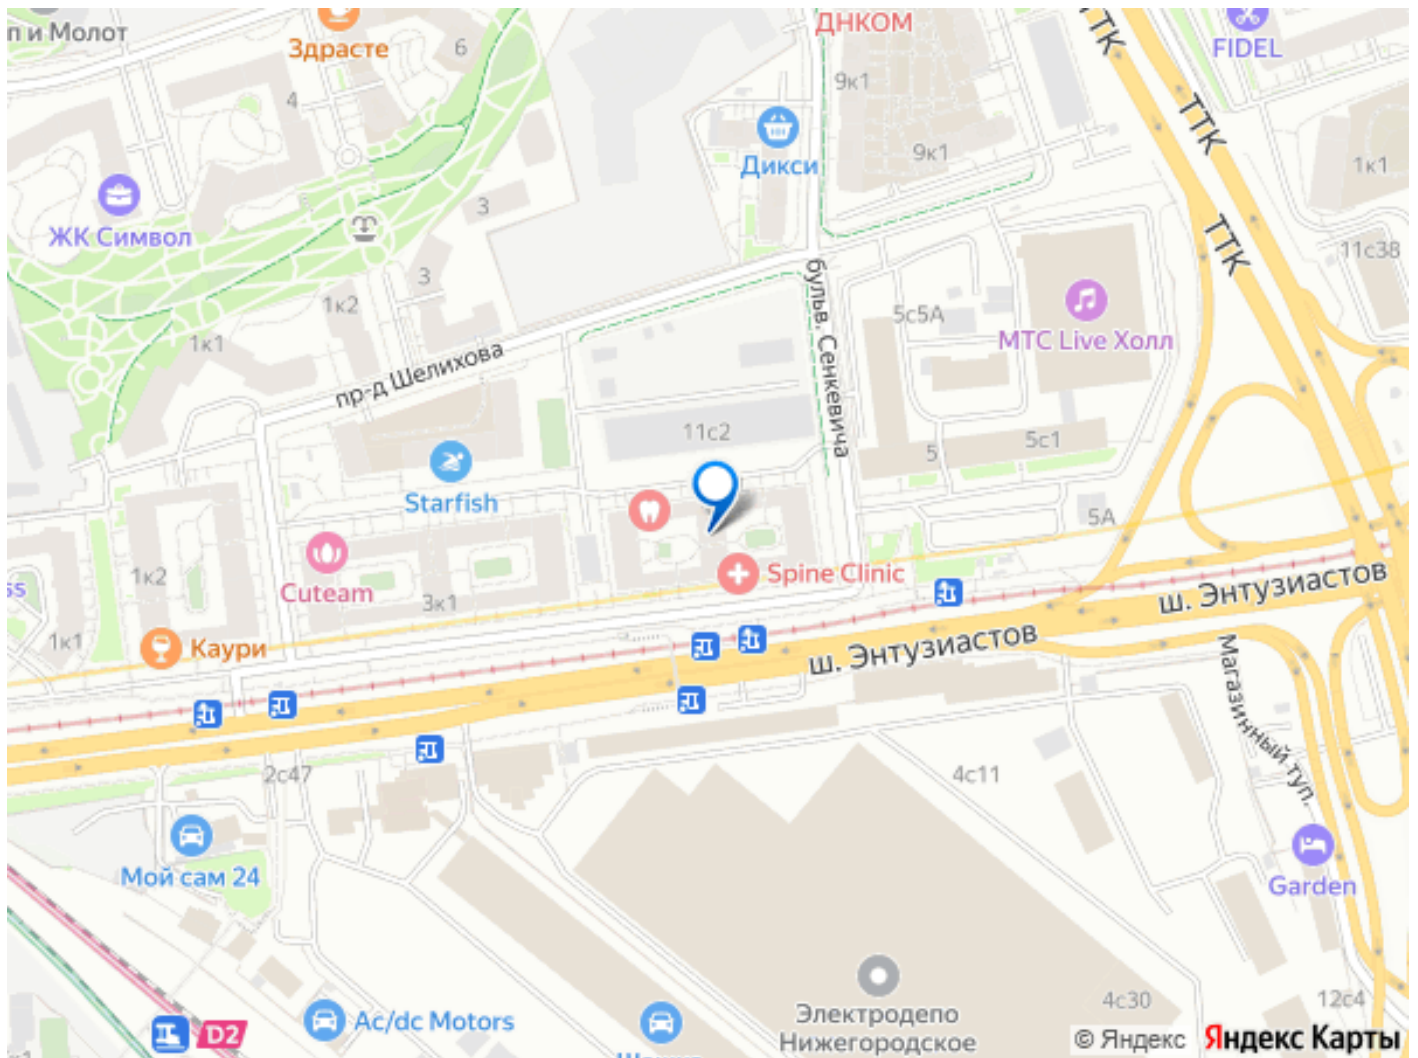 п и Молот
Здрасте
6
ДНКОМ
ТТК
FIDEL
4
9к1
ТТК
Дикси
9к1
1к1
ЖК Символ
3
ТТК
11с38
3
1к2
бульв. Сенкевича
5с5А
МТС Live Холл
1к1
пр-д Шелихова
11с2
5
5с1
Starfish
5А
1к2
Cuteam
Spine Clinic
ss
3к1
ш. Энтузиастов
1к1
Каури
ш. Энтузиастов
Магазинный туп.
2с47
4с11
Мой сам 24
Garden
Электродепо
Нижегородское
4с30
12с4
D2
Ac/dc Motors
1к1
© Яндекс
Яндекс Карты